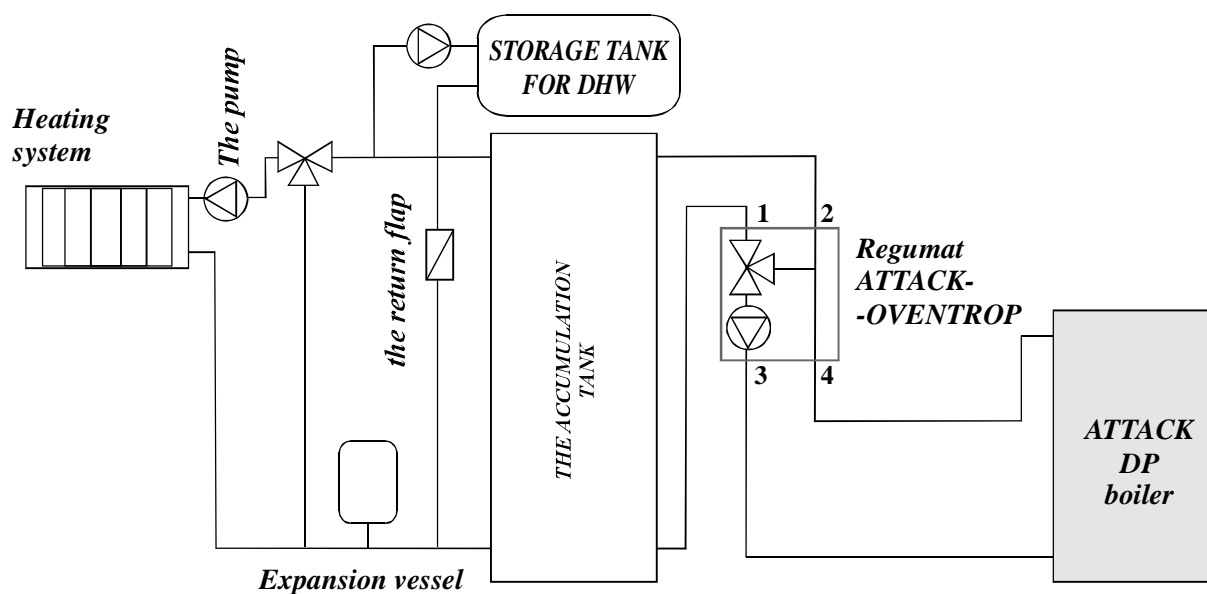 STORAGE TANK
FOR DHW
Heating
system
The pump
the return flap
THE ACCUMULATION
TANK
1
2
Regumat
ATTACK-
-OVENTROP
3
4
ATTACK
DP
boiler
Expansion vessel